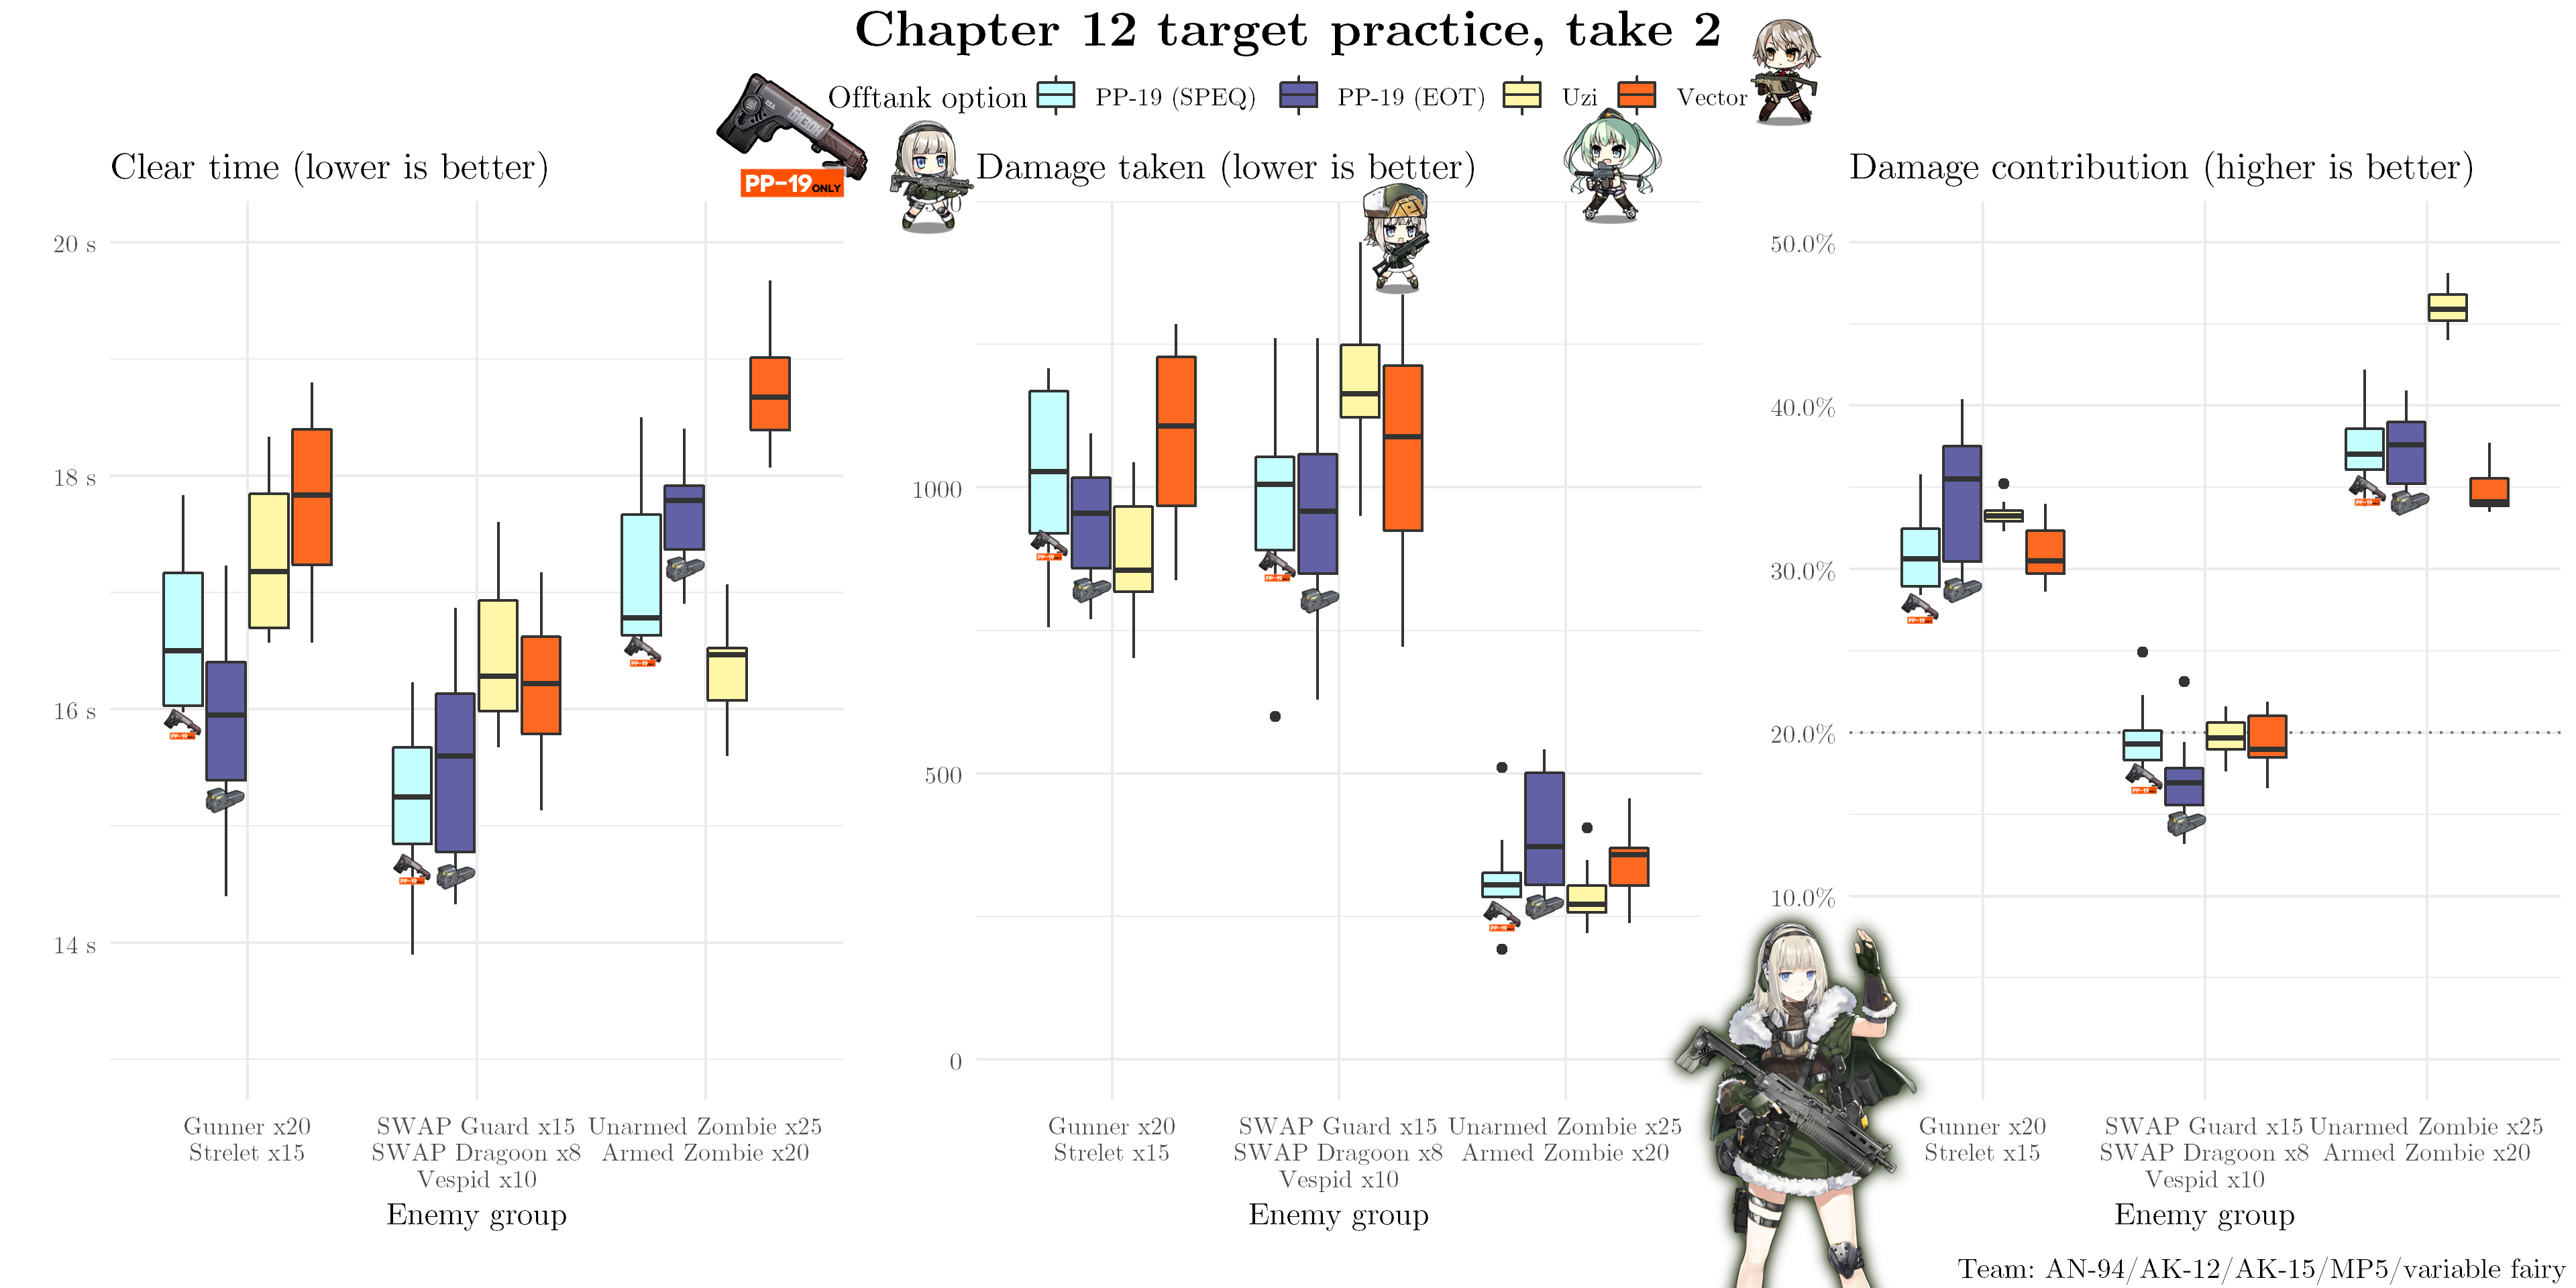 Chapter 12 target practice, take 2
Offtank option PP-19 (SPEQ) PP-19 (EOT) Uzi Vector
PP-19 ONLY
Clear time (lower is better)
20 s
18 s
16 s
14 s
Gunner x20
Strelet x15
SWAP Guard x15
SWAP Dragoon x8
Vespid x10
Unarmed Zombie x25
Armed Zombie x20
Enemy group
Damage taken (lower is better)
1000
500
0
Gunner x20
Strelet x15
SWAP Guard x15
SWAP Dragoon x8
Vespid x10
Unarmed Zombie x25
Armed Zombie x20
Enemy group
Damage contribution (higher is better)
50.0%
40.0%
30.0%
20.0%
10.0%
Gunner x20
Strelet x15
SWAP Guard x15
SWAP Dragoon x8
Vespid x10
Unarmed Zombie x25
Armed Zombie x20
Enemy group
Team: AN-94/AK-12/AK-15/MP5/variable fairy